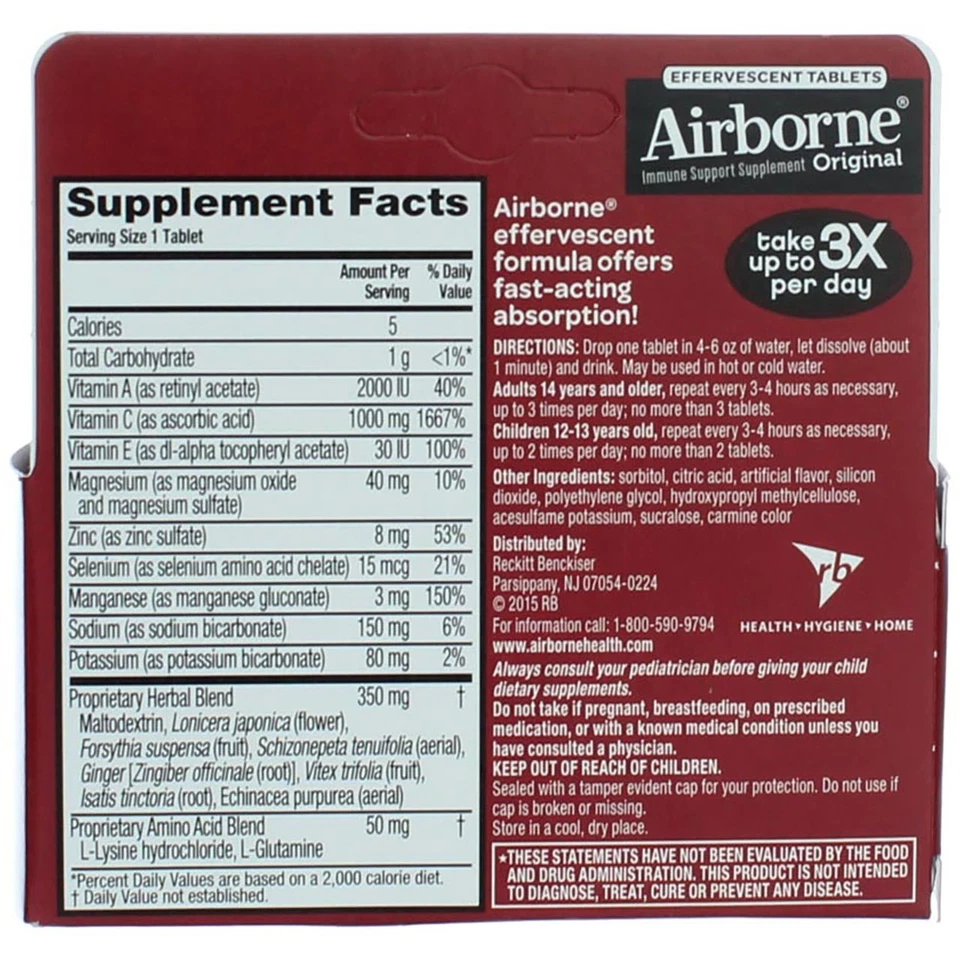 EFFERVESCENT TABLETS
Airborne®
Immune Support Supplement Original
Supplement Facts
Serving Size 1 Tablet
Amount Per Serving % Daily Value
Calories 5
Total Carbohydrate 1 g <1%*
Vitamin A (as retinyl acetate) 2000 IU 40%
Vitamin C (as ascorbic acid) 1000 mg 1667%
Vitamin E (as dl-alpha tocopheryl acetate) 30 IU 100%
Magnesium (as magnesium oxide 40 mg 10%
and magnesium sulfate)
Zinc (as zinc sulfate) 8 mg 53%
Selenium (as selenium amino acid chelate) 15 mcg 21%
Manganese (as manganese gluconate) 3 mg 150%
Sodium (as sodium bicarbonate) 150 mg 6%
Potassium (as potassium bicarbonate) 80 mg 2%
Proprietary Herbal Blend 350 mg †
Maltodextrin, Lonicera japonica (flower),
Forsythia suspensa (fruit), Schizonepeta tenuifolia (aerial),
Ginger [Zingiber officinale (root)], Vitex trifolia (fruit),
Isatis tinctoria (root), Echinacea purpurea (aerial)
Proprietary Amino Acid Blend 50 mg †
L-Lysine hydrochloride, L-Glutamine
*Percent Daily Values are based on a 2,000 calorie diet.
† Daily Value not established.
Airborne®
effervescent
formula offers
fast-acting
absorption!
take
up to 3X
per day
DIRECTIONS: Drop one tablet in 4-6 oz of water, let dissolve (about
1 minute) and drink. May be used in hot or cold water.
Adults 14 years and older, repeat every 3-4 hours as necessary,
up to 3 times per day; no more than 3 tablets.
Children 12-13 years old, repeat every 3-4 hours as necessary,
up to 2 times per day; no more than 2 tablets.
Other Ingredients: sorbitol, citric acid, artificial flavor, silicon
dioxide, polyethylene glycol, hydroxypropyl methylcellulose,
acesulfame potassium, sucralose, carmine color
Distributed by:
Reckitt Benckiser
Parsippany, NJ 07054-0224
© 2015 RB
For information call: 1-800-590-9794
www.airbornehealth.com
rb
HEALTH ▾ HYGIENE ▾ HOME
Always consult your pediatrician before giving your child
dietary supplements.
Do not take if pregnant, breastfeeding, on prescribed
medication, or with a known medical condition unless you
have consulted a physician.
KEEP OUT OF REACH OF CHILDREN.
Sealed with a tamper evident cap for your protection. Do not use if
cap is broken or missing.
Store in a cool, dry place.
★THESE STATEMENTS HAVE NOT BEEN EVALUATED BY THE FOOD
AND DRUG ADMINISTRATION. THIS PRODUCT IS NOT INTENDED
TO DIAGNOSE, TREAT, CURE OR PREVENT ANY DISEASE.